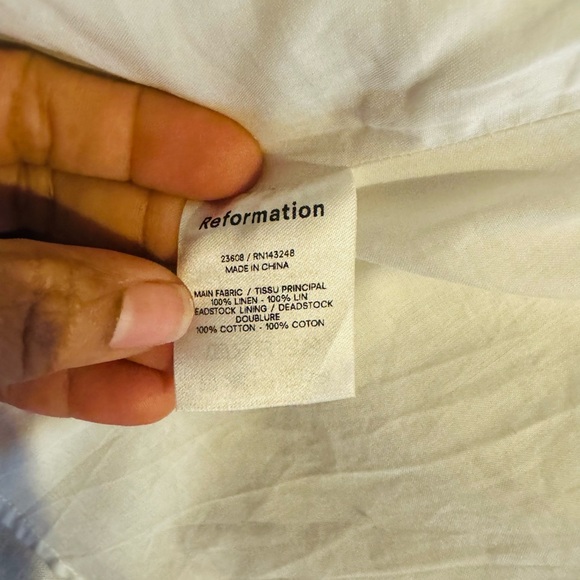 Reformation
23608 / RN143248
MADE IN CHINA
MAIN FABRIC / TISSU PRINCIPAL
100% LINEN - 100% LIN
EADSTOCK LINING / DEADSTOCK
DOUBLURE
100% COTTON - 100% COTON